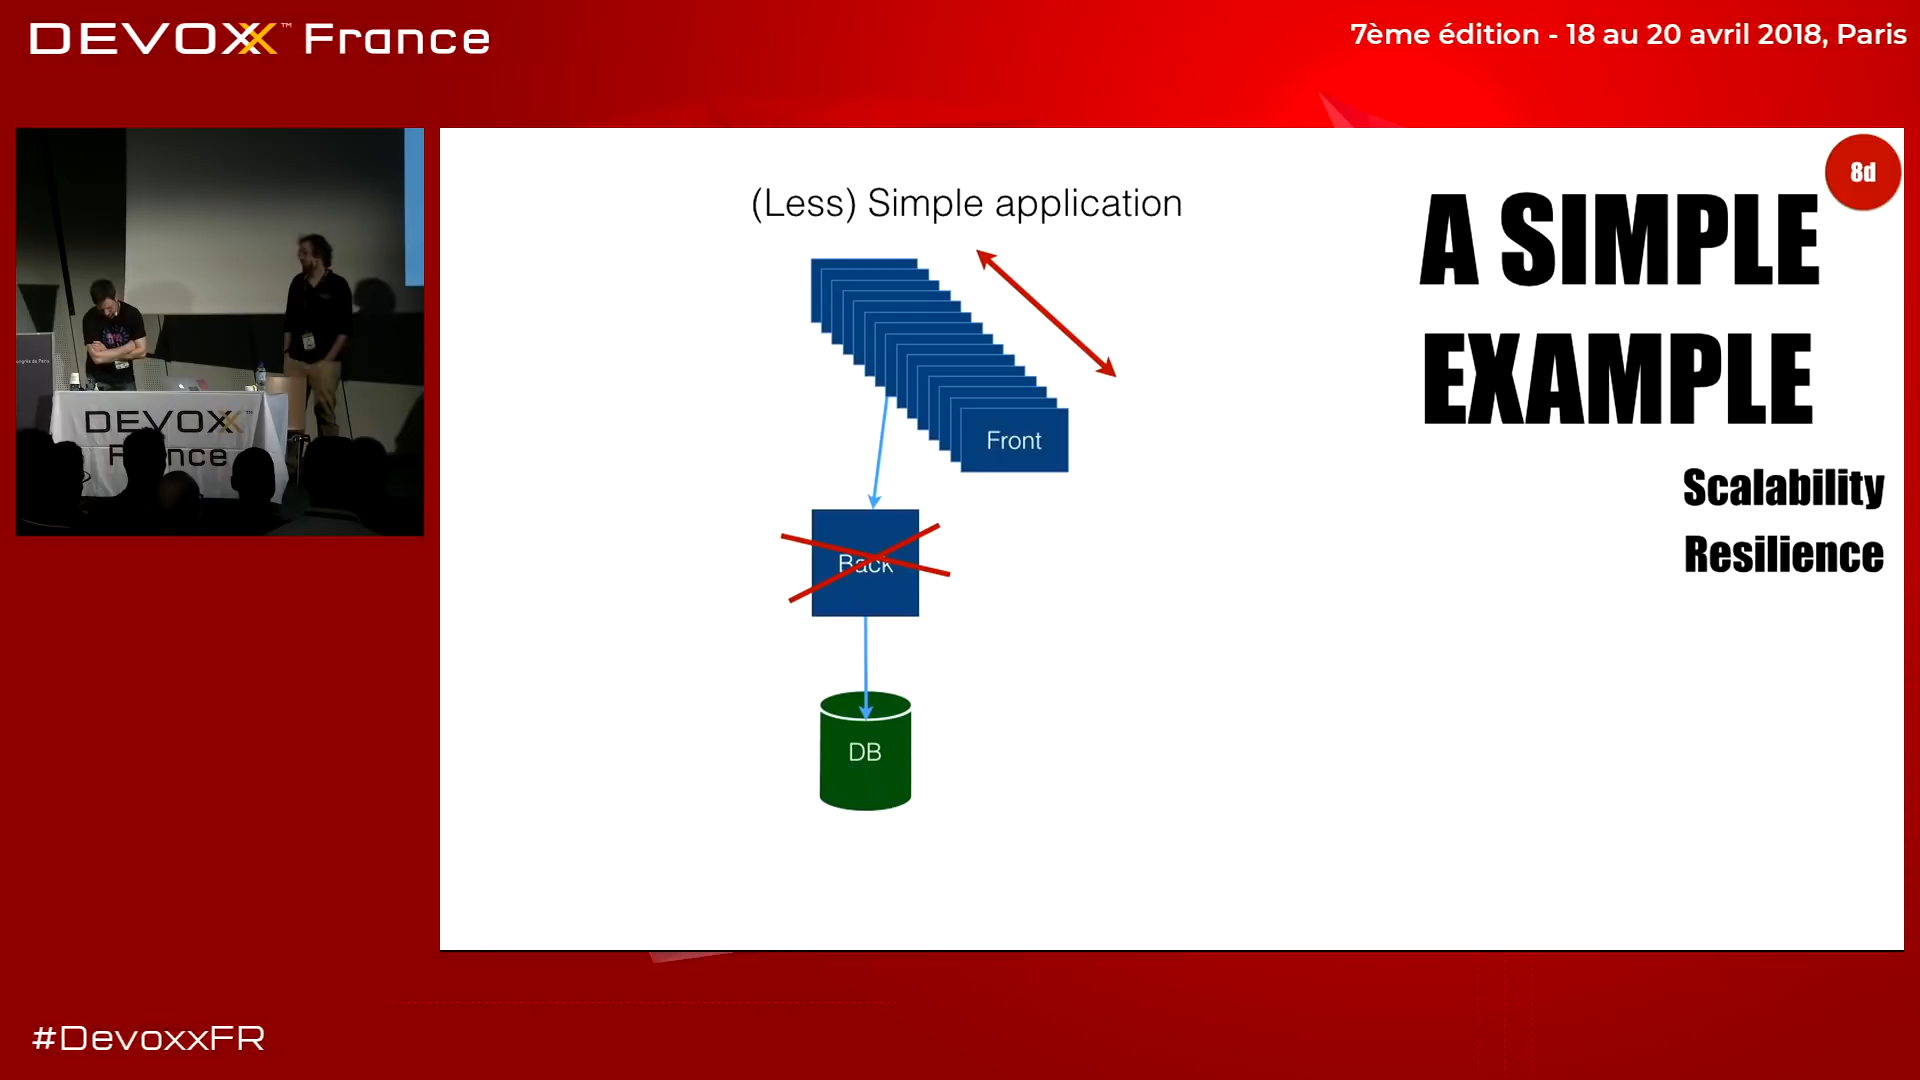 DEVOXX™ France
7ème édition - 18 au 20 avril 2018, Paris
8d
(Less) Simple application
A SIMPLE
EXAMPLE
Scalability
Resilience
Front
Back
DB
DEVOXX™
France
#DevoxxFR